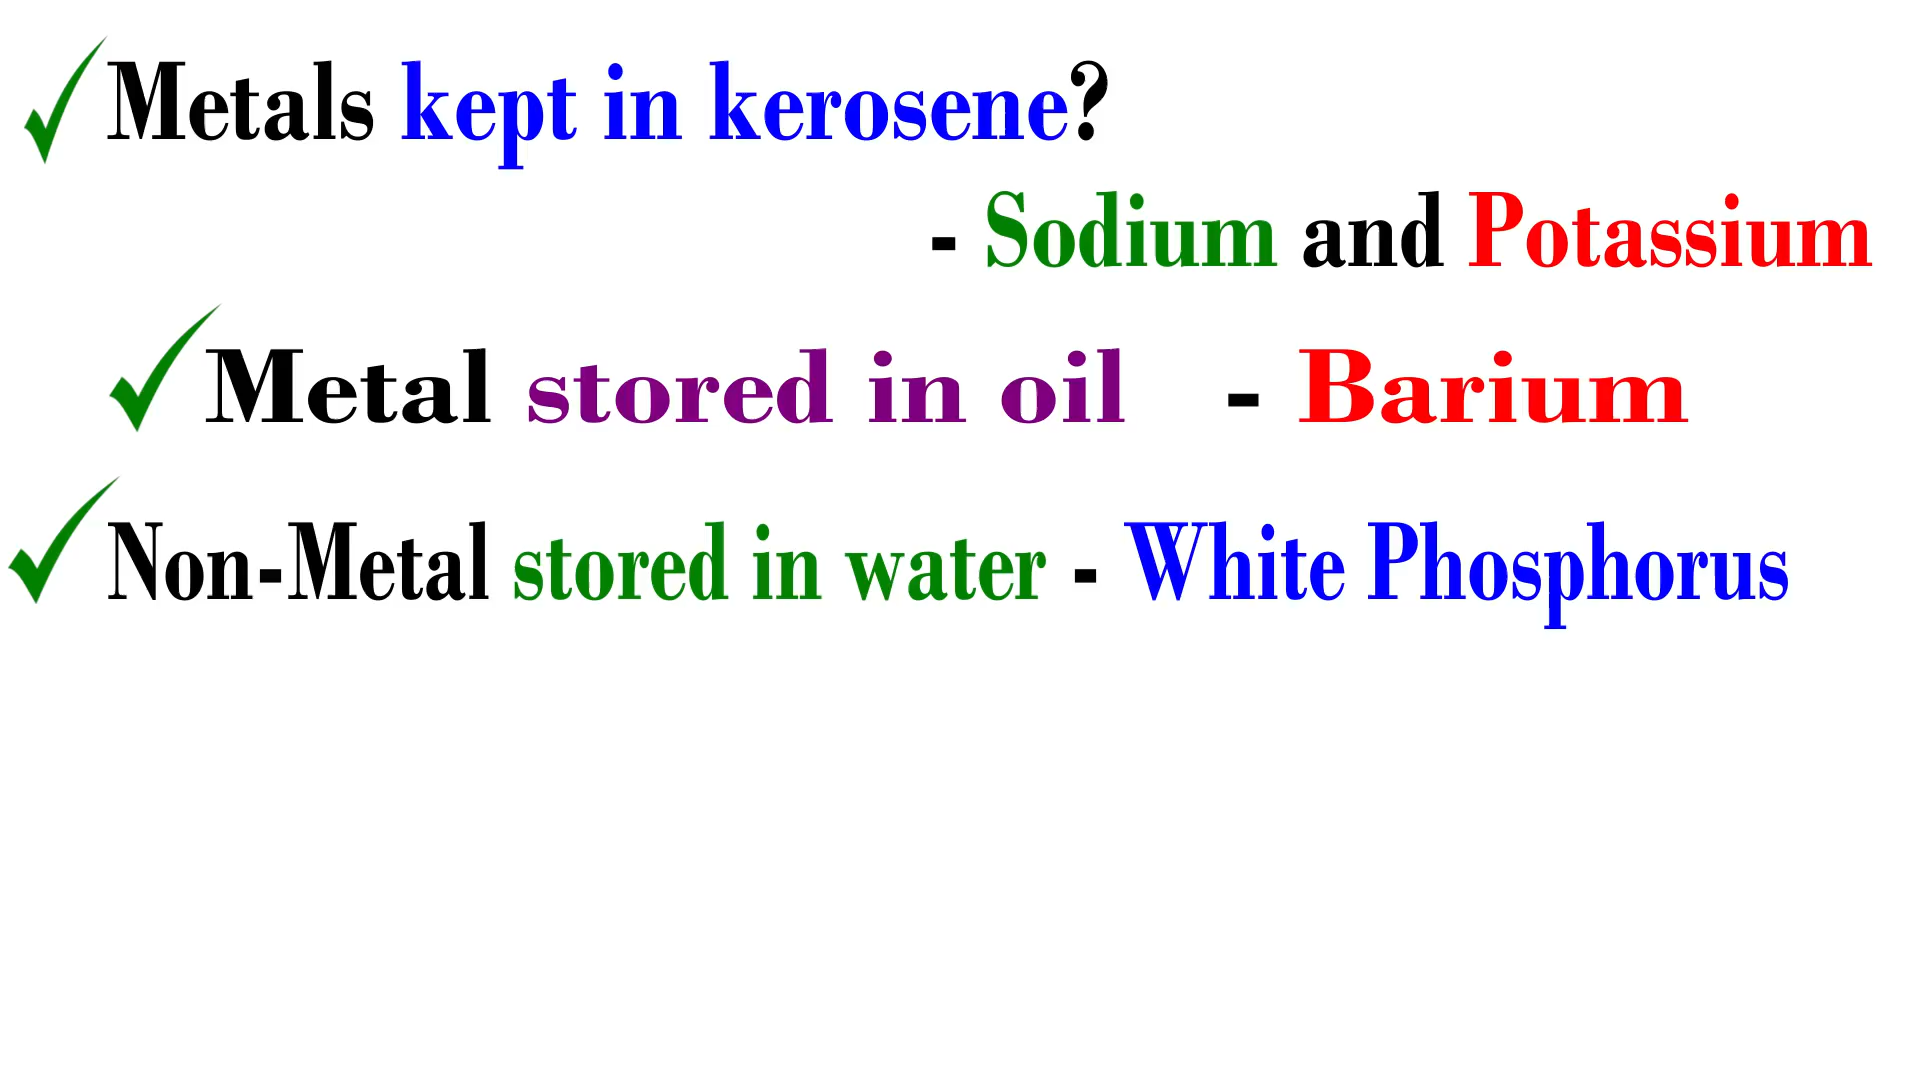 Metals kept in kerosene?
- Sodium and Potassium
Metal stored in oil - Barium
Non-Metal stored in water - White Phosphorus